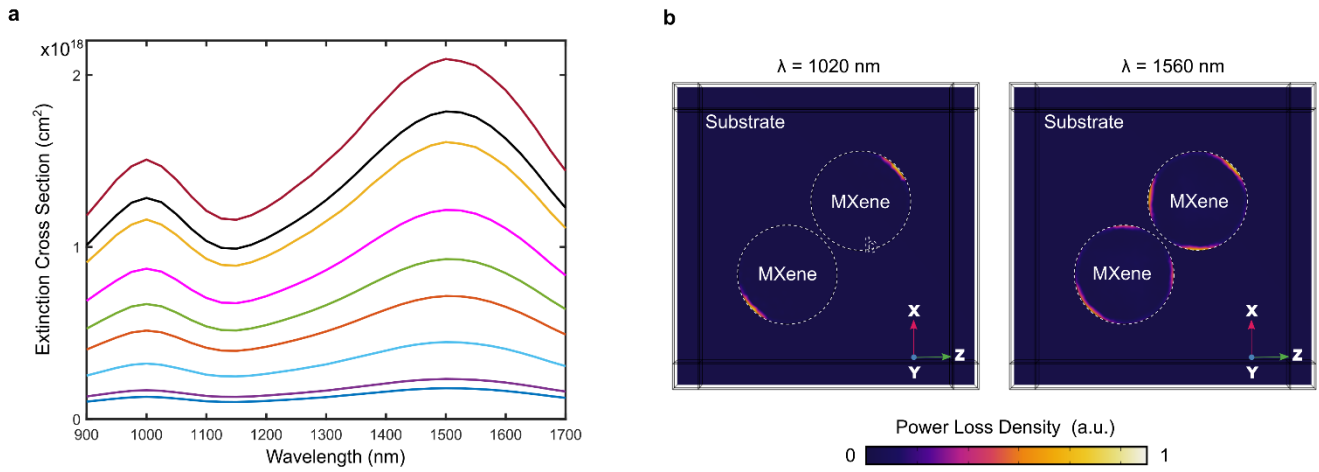 a
x10¹⁸
2
1
0
Extinction Cross Section (cm²)
900 1000 1100 1200 1300 1400 1500 1600 1700
Wavelength (nm)
b
λ = 1020 nm
Substrate
MXene
MXene
X
Z
Y
λ = 1560 nm
Substrate
MXene
MXene
X
Z
Y
Power Loss Density (a.u.)
0 1